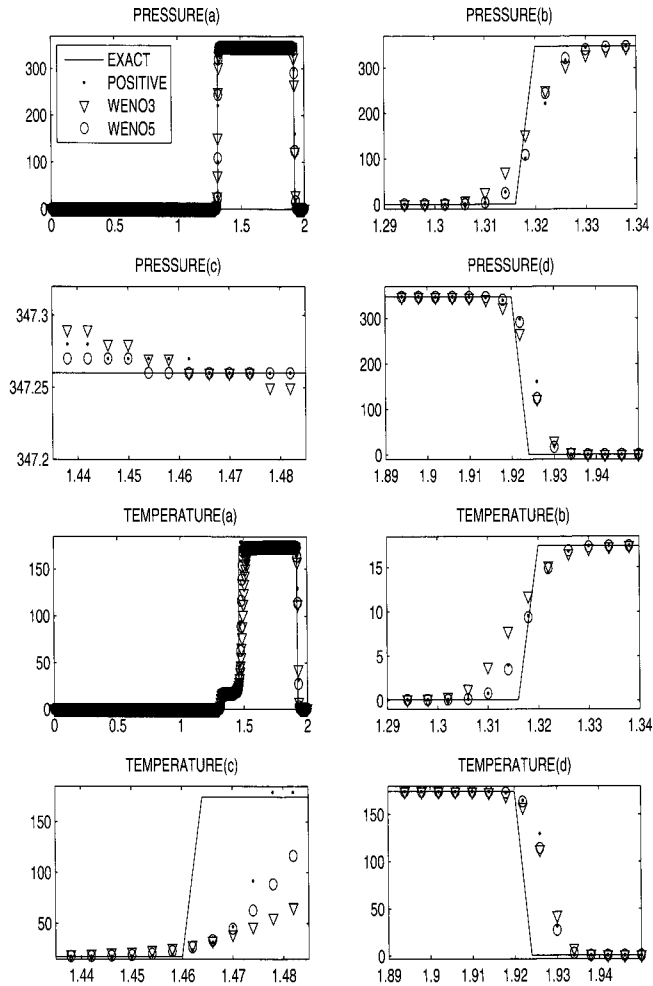 PRESSURE(a)
300
200
100
0
0 0.5 1 1.5 2
EXACT
POSITIVE
WENO3
WENO5
PRESSURE(b)
300
200
100
0
1.29 1.3 1.31 1.32 1.33 1.34
PRESSURE(c)
347.3
347.25
347.2
1.44 1.45 1.46 1.47 1.48
PRESSURE(d)
300
200
100
0
1.89 1.9 1.91 1.92 1.93 1.94
TEMPERATURE(a)
150
100
50
0
0 0.5 1 1.5 2
TEMPERATURE(b)
15
10
5
0
1.29 1.3 1.31 1.32 1.33 1.34
TEMPERATURE(c)
150
100
50
1.44 1.45 1.46 1.47 1.48
TEMPERATURE(d)
150
100
50
0
1.89 1.9 1.91 1.92 1.93 1.94